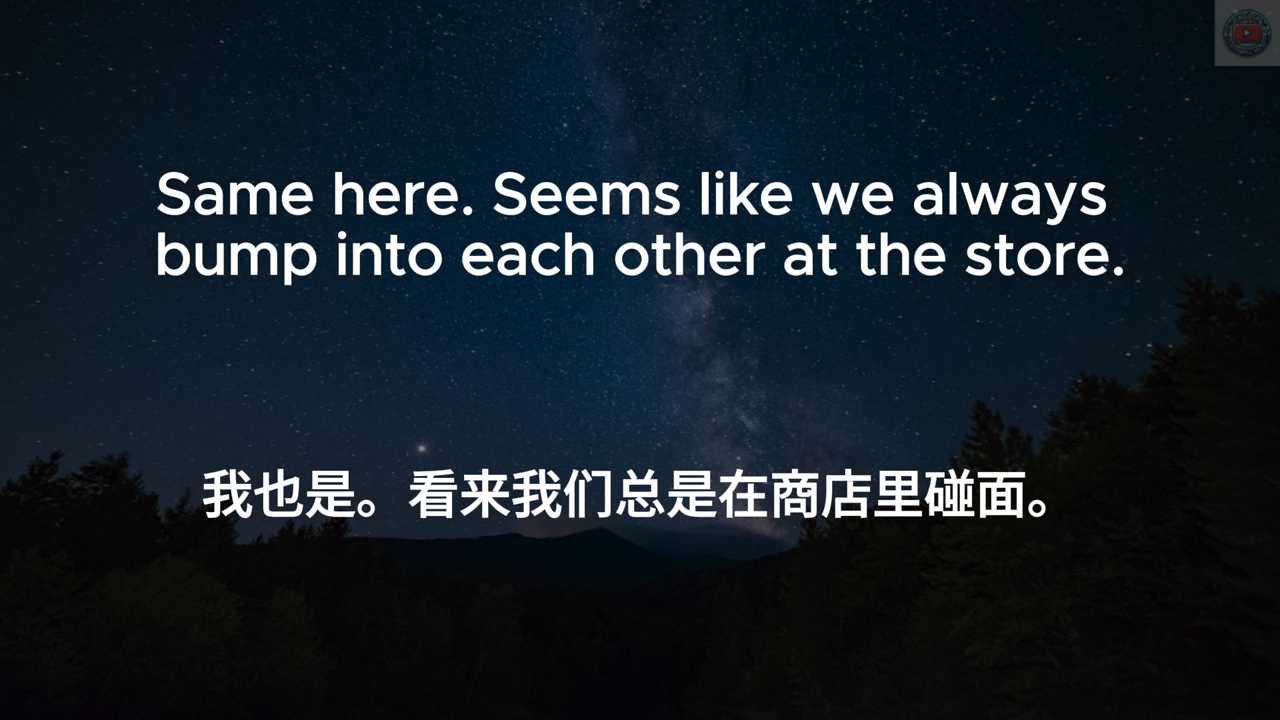 Same here. Seems like we always
bump into each other at the store.
我也是。看来我们总是在商店里碰面。